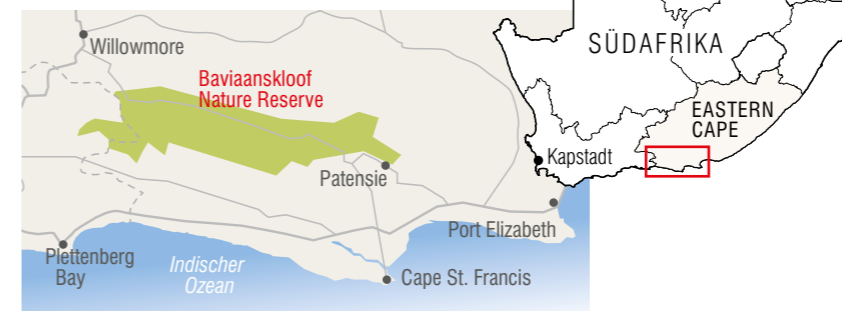 Willowmore
Baviaanskloof
Nature Reserve
Patensie
Port Elizabeth
Plettenberg
Bay
Indischer
Ozean
Cape St. Francis
SÜDAFRIKA
EASTERN
CAPE
Kapstadt